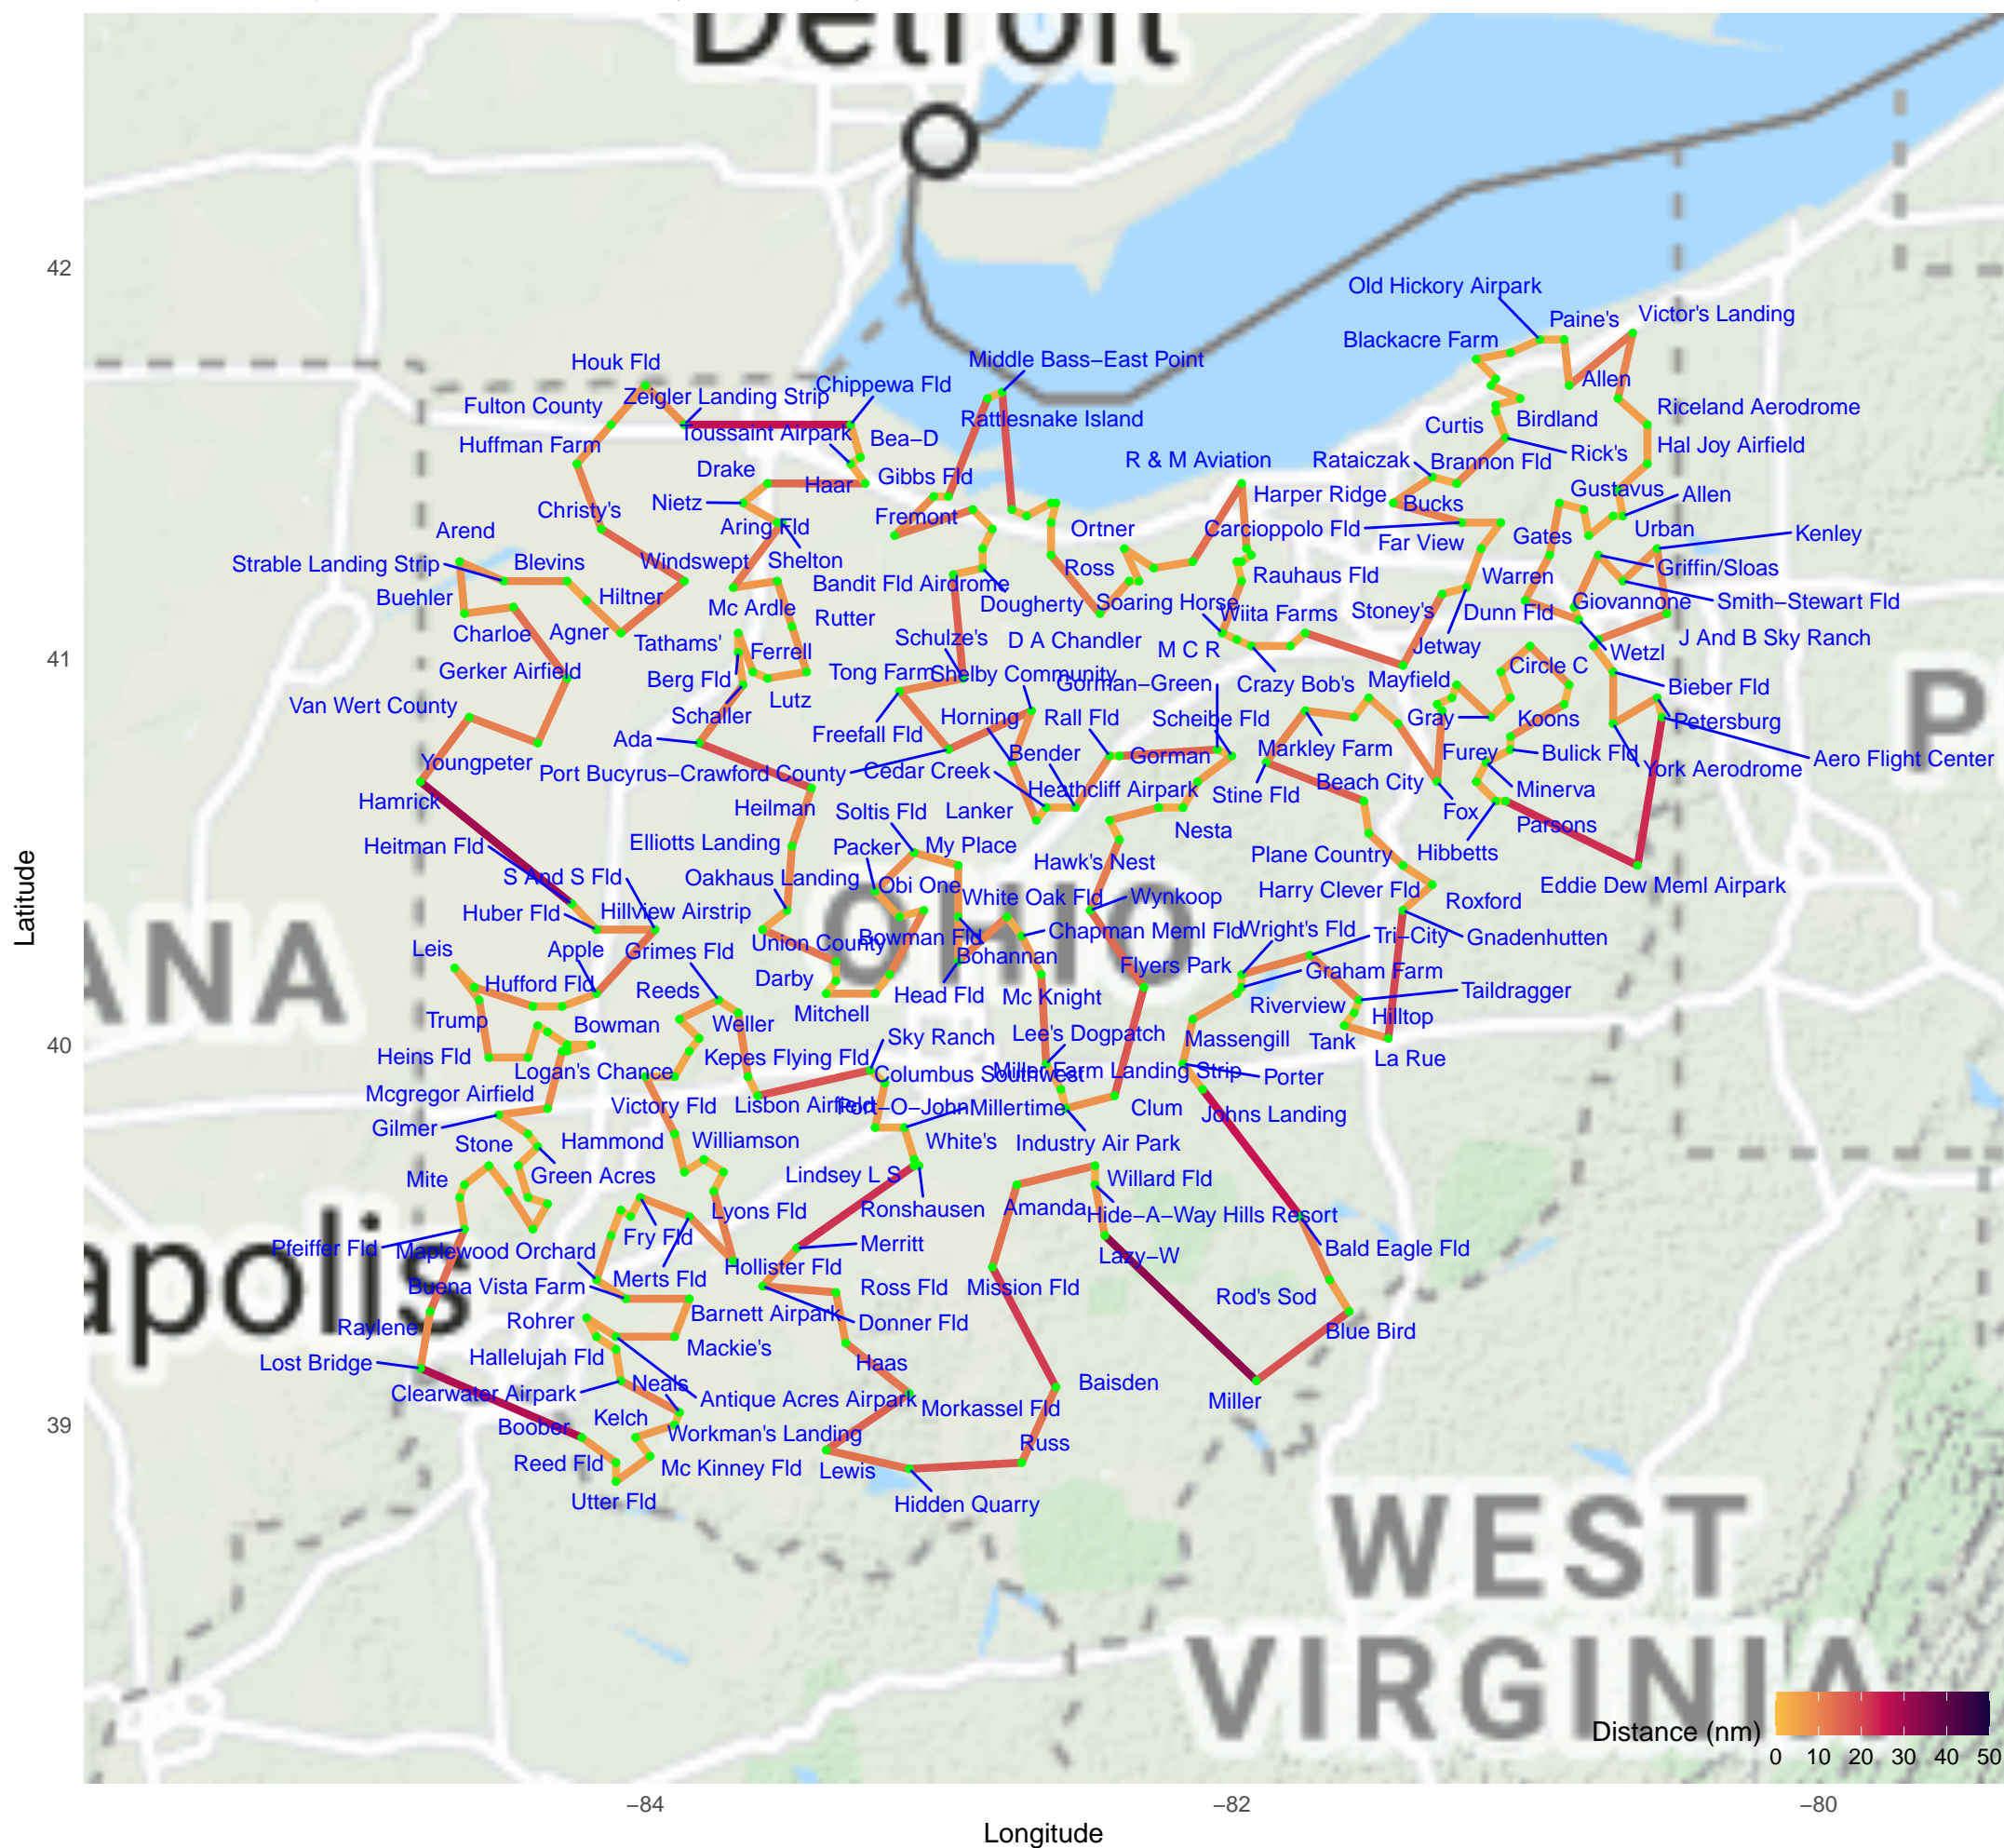 Detroit
42
41
40
39
Latitude
Old Hickory Airpark
Paine's
Victor's Landing
Blackacre Farm
Middle Bass−East Point
Houk Fld
Chippewa Fld
Zeigler Landing Strip
Allen
Fulton County
Rattlesnake Island
Birdland
Riceland Aerodrome
Curtis
Toussaint Airpark
Bea−D
Huffman Farm
Hal Joy Airfield
Rick's
R & M Aviation
Rataiczak
Brannon Fld
Drake
Gibbs Fld
Haar
Gustavus
Allen
Harper Ridge
Bucks
Nietz
Christy's
Fremont
Aring Fld
Ortner
Carcioppolo Fld
Urban
Kenley
Arend
Far View
Gates
Strable Landing Strip
Blevins
Windswept
Shelton
Ross
Griffin/Sloas
Bandit Fld Airdrome
Rauhaus Fld
Warren
Buehler
Hiltner
Mc Ardle
Dougherty
Soaring Horse
Wiita Farms
Stoney's
Dunn Fld
Giovannone
Smith−Stewart Fld
Rutter
Charloe
Agner
Tathams'
Schulze's
D A Chandler
M C R
Jetway
Wetzl
J And B Sky Ranch
Ferrell
Circle C
Gerker Airfield
Berg Fld
Tong Farm
Shelby Community
Gorman−Green
Crazy Bob's
Mayfield
Bieber Fld
Lutz
Van Wert County
Schaller
Horning
Rall Fld
Scheibe Fld
Gray
Koons
Petersburg
Ada
Freefall Fld
Bender
Gorman
Markley Farm
Furey
Bulick Fld
Youngpeter
Port Bucyrus−Crawford County
Cedar Creek
York Aerodrome
Aero Flight Center
Heathcliff Airpark
Stine Fld
Beach City
Minerva
Hamrick
Heilman
Soltis Fld
Lanker
Nesta
Fox
Parsons
Heitman Fld
Elliotts Landing
Packer
My Place
Hawk's Nest
Plane Country
Hibbetts
S And S Fld
Oakhaus Landing
Obi One
White Oak Fld
Wynkoop
Harry Clever Fld
Eddie Dew Meml Airpark
Roxford
Huber Fld
Hillview Airstrip
OHIO
ANA
Leis
Apple
Grimes Fld
Union County
Bowman Fld
Bohannan
Chapman Meml Fld
Wright's Fld
Tri−City
Gnadenhutten
Flyers Park
Graham Farm
Hufford Fld
Reeds
Darby
Head Fld
Mc Knight
Riverview
Taildragger
Trump
Bowman
Weller
Mitchell
Hilltop
Heins Fld
Sky Ranch
Lee's Dogpatch
Massengill
Tank
La Rue
Logan's Chance
Kepes Flying Fld
Columbus Southwest
Miller Farm Landing Strip
Porter
Mcgregor Airfield
Victory Fld
Lisbon Airfield
Port−O−John
Millertime
Clum
Johns Landing
Gilmer
Stone
Hammond
Williamson
White's
Industry Air Park
Mite
Green Acres
Lindsey L S
Willard Fld
Ronshausen
Amanda
Hide−A−Way Hills Resort
Lyons Fld
Fry Fld
apolis
Pfeiffer Fld
Maplewood Orchard
Merritt
Lazy−W
Bald Eagle Fld
Hollister Fld
Merts Fld
Buena Vista Farm
Ross Fld
Mission Fld
Rod's Sod
Raylene
Rohrer
Barnett Airpark
Donner Fld
Blue Bird
Mackie's
Lost Bridge
Hallelujah Fld
Haas
Clearwater Airpark
Neals
Antique Acres Airpark
Baisden
Miller
Boober
Kelch
Morkassel Fld
Workman's Landing
Russ
Reed Fld
Mc Kinney Fld
Lewis
Utter Fld
Hidden Quarry
P
WEST
VIRGINIA
Distance (nm)
0 10 20 30 40 50
−84
−82
−80
Longitude